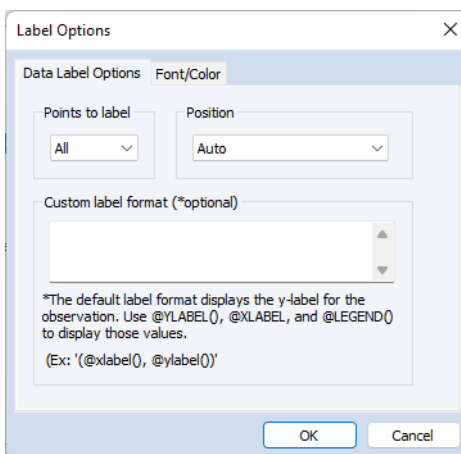 Label Options
Data Label Options Font/Color
Points to label Position
All Auto
Custom label format (*optional)
*The default label format displays the y-label for the
observation. Use @YLABEL(), @XLABEL, and @LEGEND()
to display those values.
(Ex: '(@xlabel(), @ylabel())'
OK Cancel